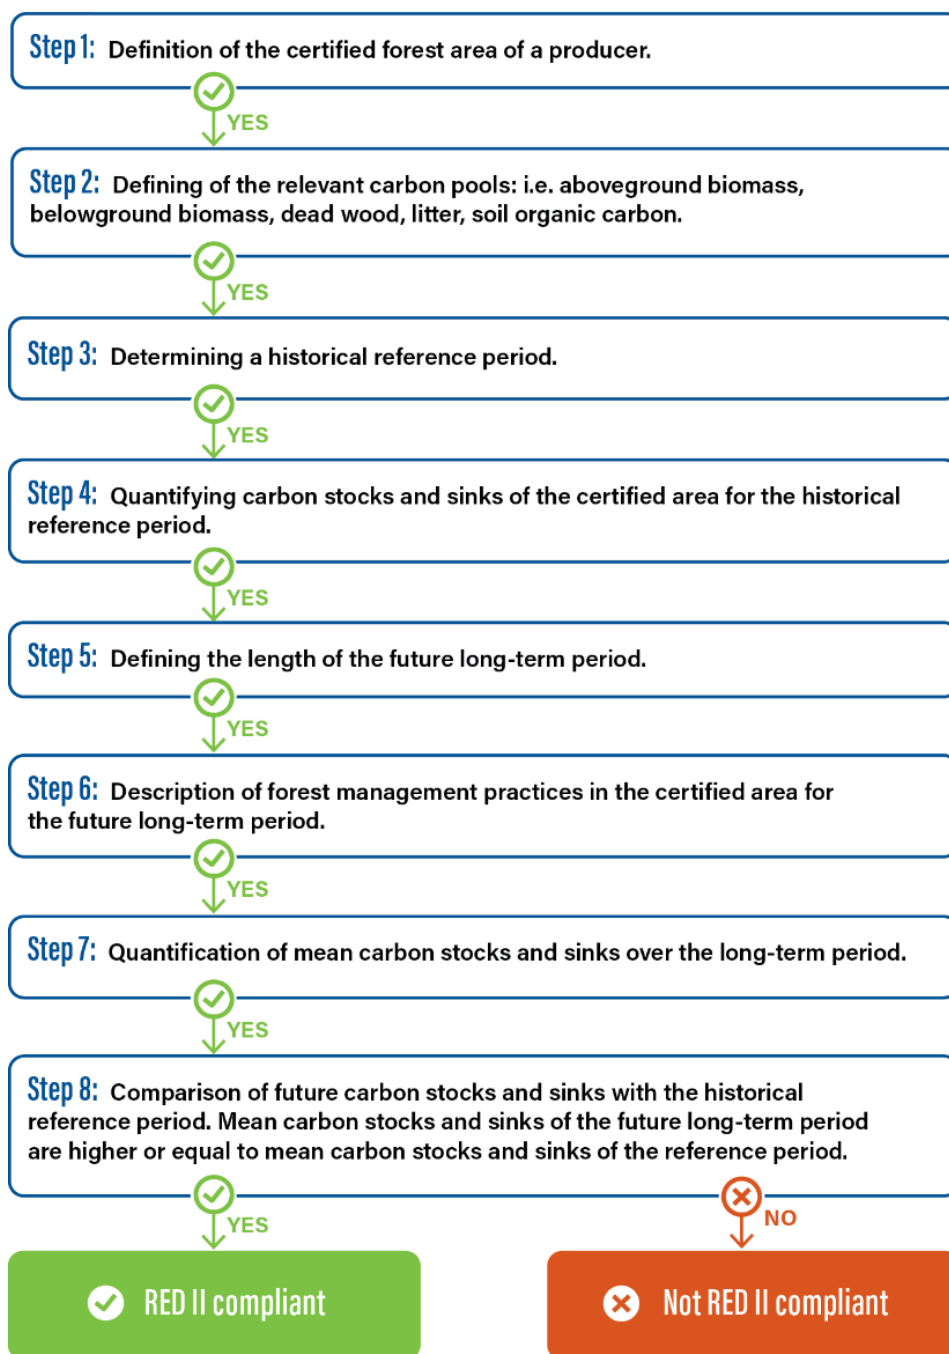 Step 1: Definition of the certified forest area of a producer.
YES
Step 2: Defining of the relevant carbon pools: i.e. aboveground biomass,
belowground biomass, dead wood, litter, soil organic carbon.
YES
Step 3: Determining a historical reference period.
YES
Step 4: Quantifying carbon stocks and sinks of the certified area for the historical
reference period.
YES
Step 5: Defining the length of the future long-term period.
YES
Step 6: Description of forest management practices in the certified area for
the future long-term period.
YES
Step 7: Quantification of mean carbon stocks and sinks over the long-term period.
YES
Step 8: Comparison of future carbon stocks and sinks with the historical
reference period. Mean carbon stocks and sinks of the future long-term period
are higher or equal to mean carbon stocks and sinks of the reference period.
YES
NO
RED II compliant
Not RED II compliant